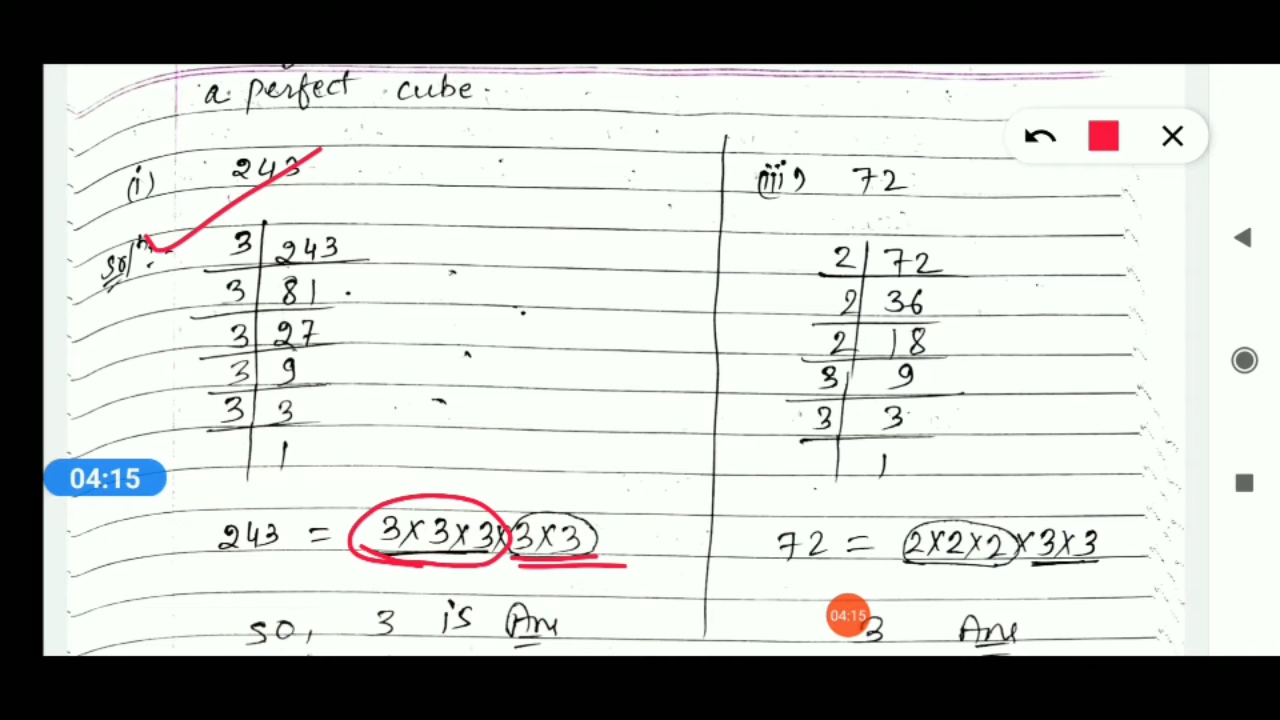 a perfect cube.
(i) 243
Solⁿ:-
3 | 243
3 | 81
3 | 27
3 | 9
3 | 3
| 1
243 = 3×3×3×3×3
so, 3 is Ans
(iii) 72
2 | 72
2 | 36
2 | 18
3 | 9
3 | 3
| 1
72 = 2×2×2×3×3
3 Ans
04:15
04:15